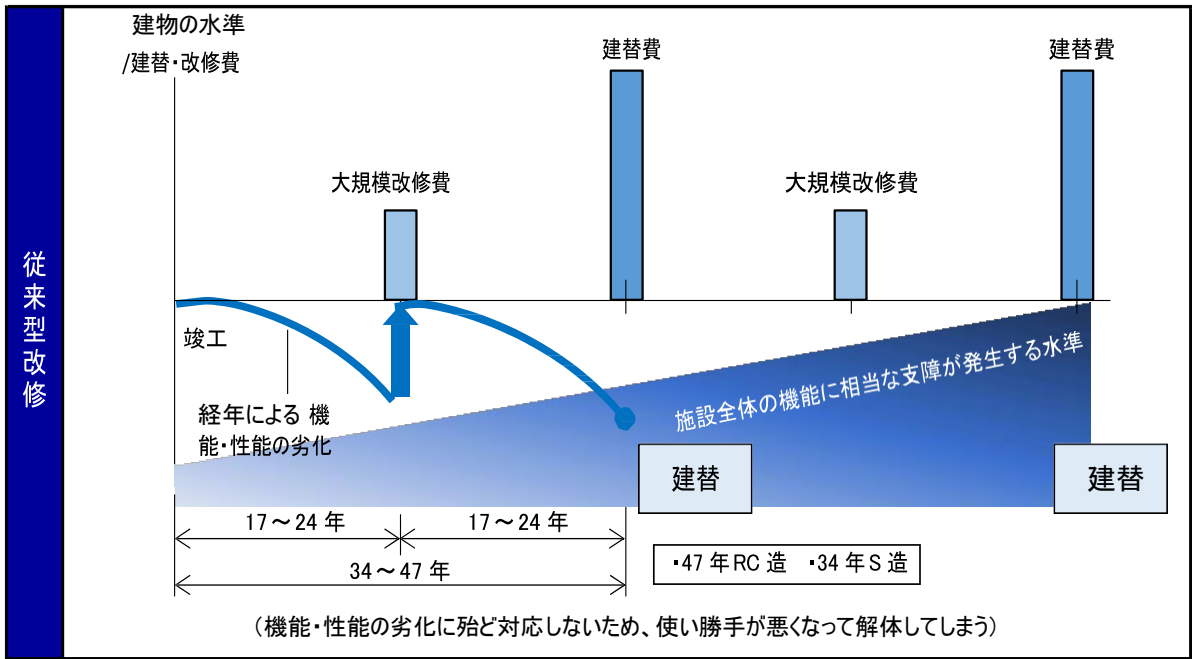 従来型改修
建物の水準
/建替・改修費
建替費
建替費
大規模改修費
大規模改修費
竣工
経年による 機
能・性能の劣化
施設全体の機能に相当な支障が発生する水準
建替
建替
17～24 年
17～24 年
34～47 年
・47 年RC 造 ・34 年S 造
（機能・性能の劣化に殆ど対応しないため、使い勝手が悪くなって解体してしまう）